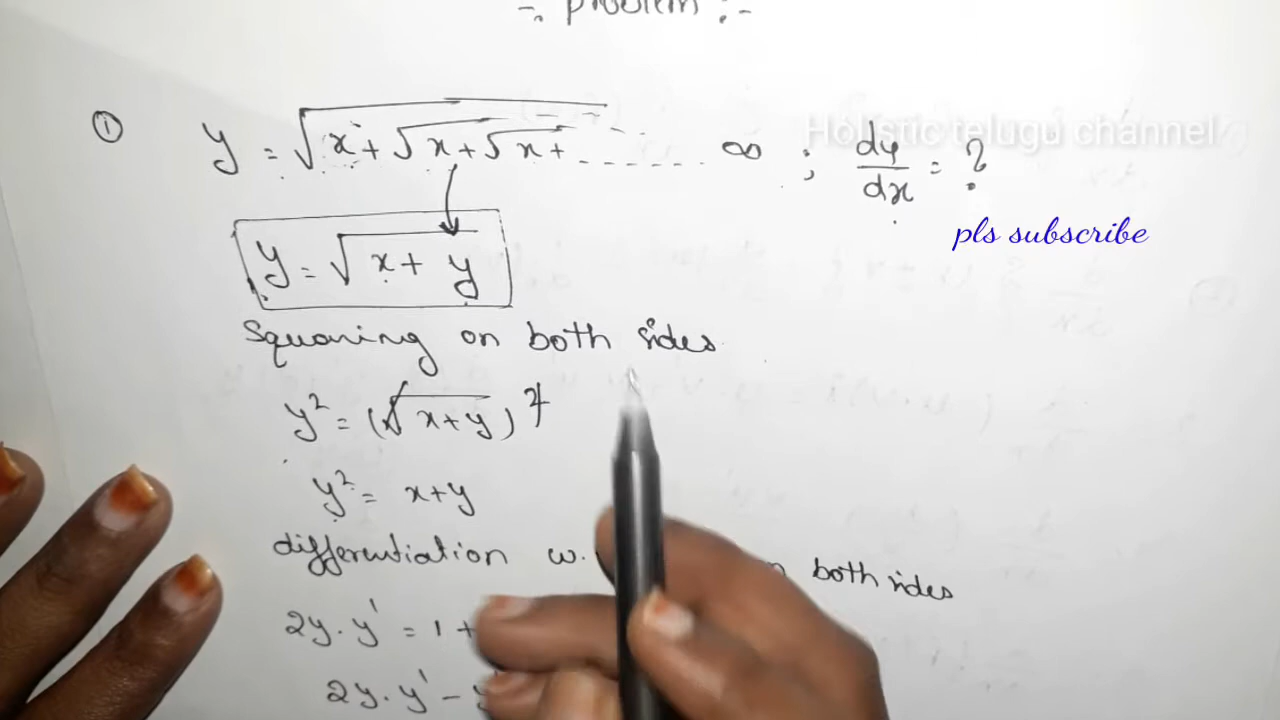 -: problem :-
Holistic telugu channel
① y = √x + √x + √x + ------- ∞ ; dy/dx = ?
pls subscribe
y = √x + y
Squaring on both sides
y² = (√x+y)²
y² = x+y
differentiation w. both sides
2y.y' = 1 +
2y.y' -